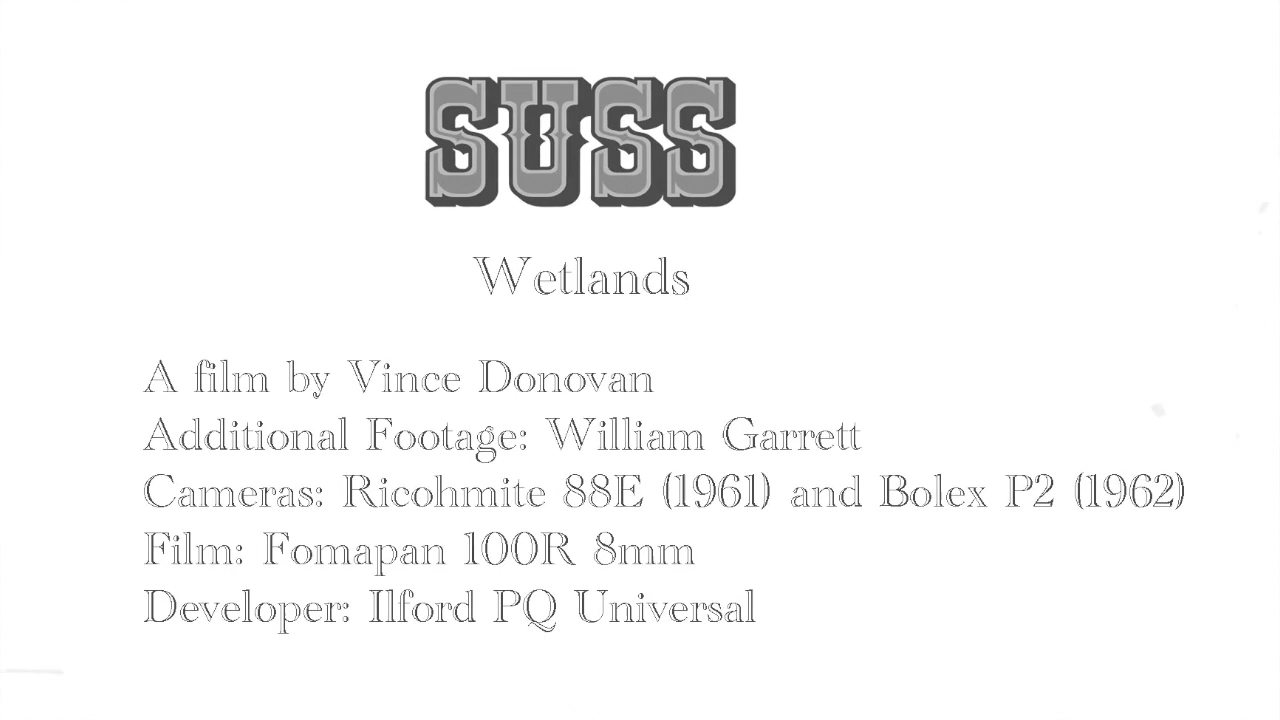 SUSS
Wetlands
A film by Vince Donovan
Additional Footage: William Garrett
Cameras: Ricohmite 88E (1961) and Bolex P2 (1962)
Film: Fomapan 100R 8mm
Developer: Ilford PQ Universal